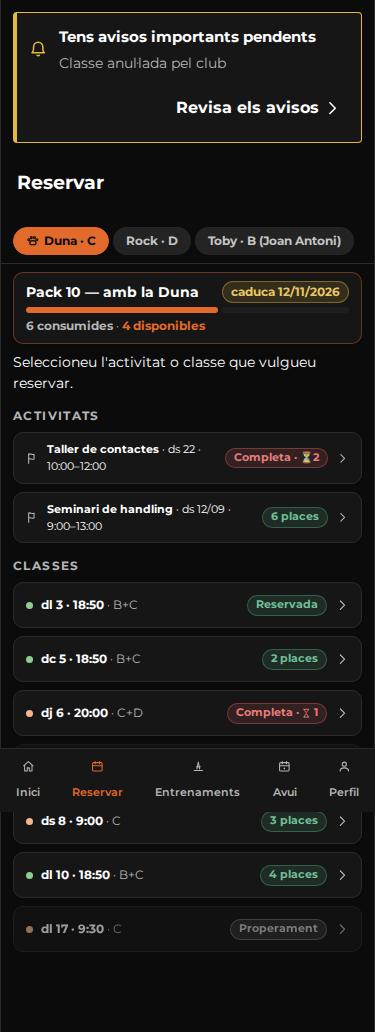 Tens avisos importants pendents
Classe anul·lada pel club
Revisa els avisos
Reservar
Duna · C
Rock · D
Toby · B (Joan Antoni)
Pack 10 — amb la Duna
caduca 12/11/2026
6 consumides · 4 disponibles
Seleccioneu l'activitat o classe que vulgueu
reservar.
ACTIVITATS
Taller de contactes · ds 22 ·
10:00–12:00
Completa · ⏳2
Seminari de handling · ds 12/09 ·
9:00–13:00
6 places
CLASSES
dl 3 · 18:50 · B+C
Reservada
dc 5 · 18:50 · B+C
2 places
dj 6 · 20:00 · C+D
Completa · ⏳ 1
Inici
Reservar
Entrenaments
Avui
Perfil
ds 8 · 9:00 · C
3 places
dl 10 · 18:50 · B+C
4 places
dl 17 · 9:30 · C
Properament